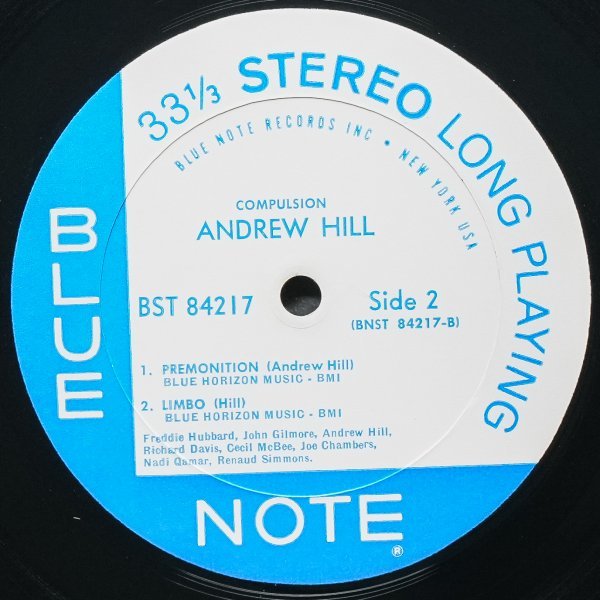 33⅓ STEREO LONG PLAYING
BLUE NOTE RECORDS INC • NEW YORK USA
COMPULSION
ANDREW HILL
BST 84217
Side 2
(BNST 84217-B)
1. PREMONITION (Andrew Hill)
BLUE HORIZON MUSIC - BMI
2. LIMBO (Hill)
BLUE HORIZON MUSIC - BMI
Freddie Hubbard, John Gilmore, Andrew Hill,
Richard Davis, Cecil McBee, Joe Chambers,
Nadi Qamar, Renaud Simmons.
BLUE
NOTE®